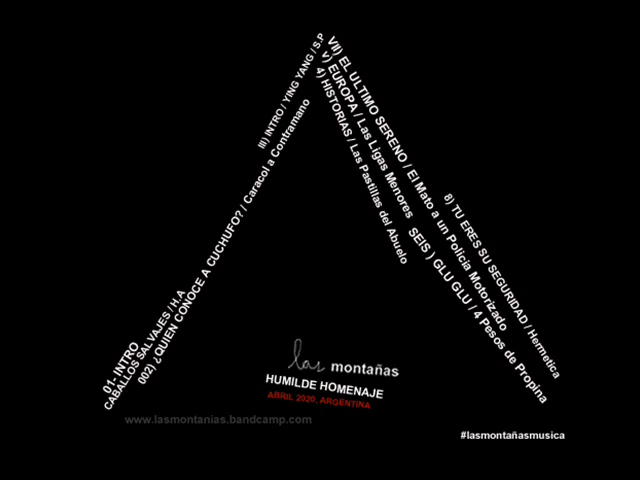 01- INTRO
CABALLOS SALVAJES / H.A
002) ¿QUIEN CONOCE A CUCHUFO? / Caracol a Contramano
III) INTRO / YING YANG / S.P
4) HISTORIAS / Las Pastillas del Abuelo
V) EUROPA / Las Ligas Menores
SEIS ) GLU GLU / 4 Pesos de Propina
VII) EL ULTIMO SERENO / El Mato a un Policia Motorizado
8) TU ERES SU SEGURIDAD / Hermetica
las montañas
HUMILDE HOMENAJE
ABRIL 2020, ARGENTINA
www.lasmontanias.bandcamp.com
#lasmontañasmusica